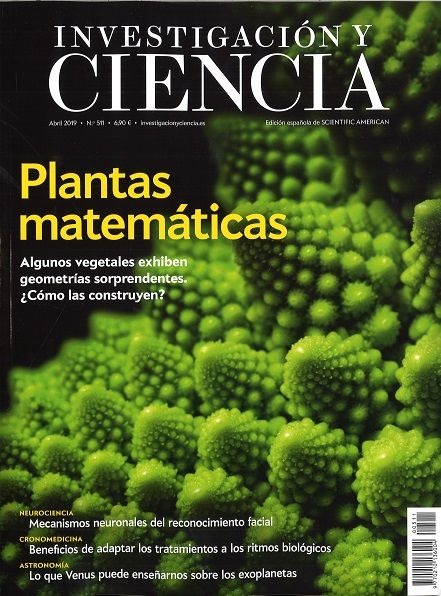 INVESTIGACIÓN Y
CIENCIA
Abril 2019 • N.º 511 • 6,90 € • investigacionyciencia.es
Edición española de SCIENTIFIC AMERICAN
Plantas
matemáticas
Algunos vegetales exhiben
geometrías sorprendentes.
¿Cómo las construyen?
NEUROCIENCIA
Mecanismos neuronales del reconocimiento facial
CRONOMEDICINA
Beneficios de adaptar los tratamientos a los ritmos biológicos
ASTRONOMÍA
Lo que Venus puede enseñarnos sobre los exoplanetas
00511